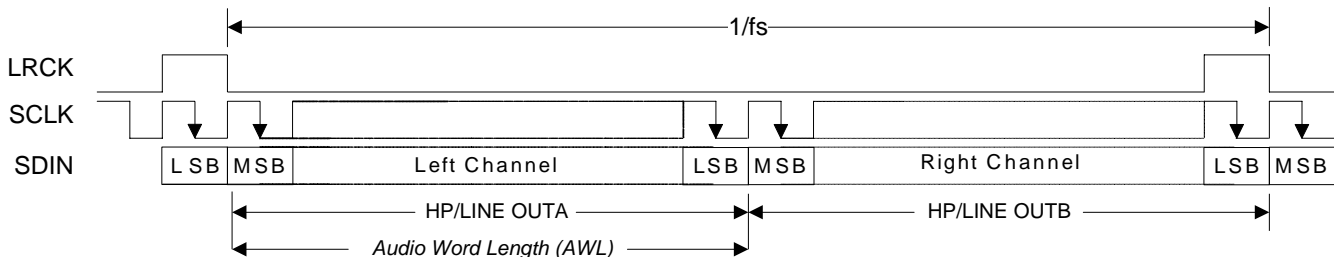 1/fs
LRCK
SCLK
SDIN
LSB MSB Left Channel LSB MSB Right Channel LSB MSB
HP/LINE OUTA HP/LINE OUTB
Audio Word Length (AWL)